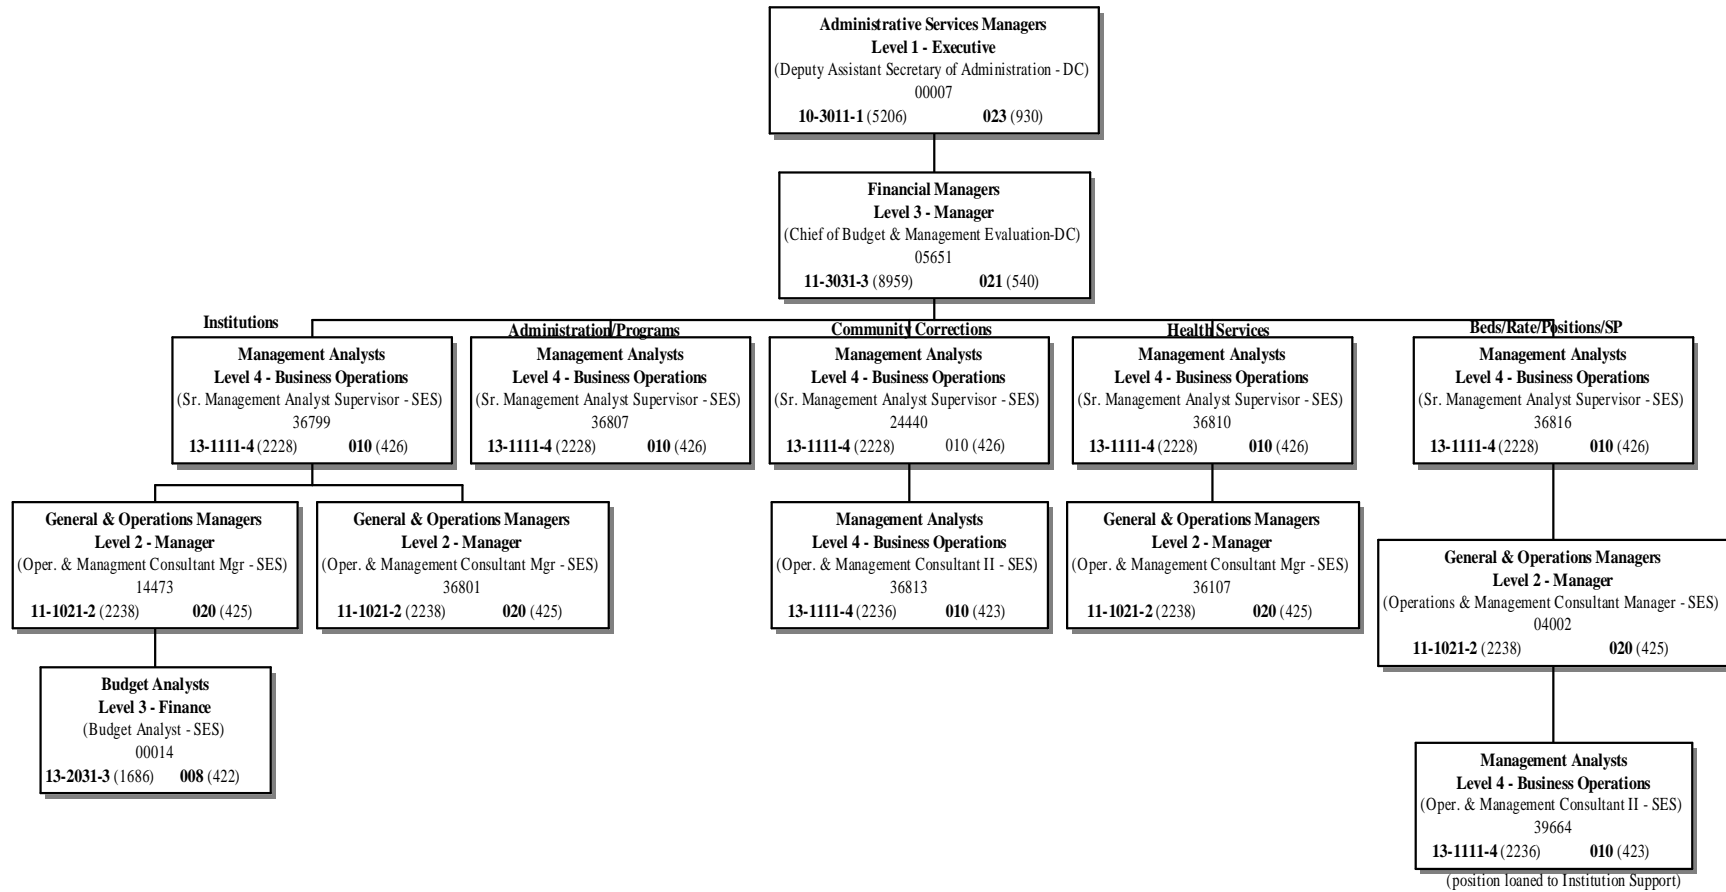 Administrative Services Managers
Level 1 - Executive
(Deputy Assistant Secretary of Administration - DC)
00007
10-3011-1 (5206) 023 (930)
Financial Managers
Level 3 - Manager
(Chief of Budget & Management Evaluation-DC)
05651
11-3031-3 (8959) 021 (540)
Institutions
Management Analysts
Level 4 - Business Operations
(Sr. Management Analyst Supervisor - SES)
36799
13-1111-4 (2228) 010 (426)
Administration/Programs
Management Analysts
Level 4 - Business Operations
(Sr. Management Analyst Supervisor - SES)
36807
13-1111-4 (2228) 010 (426)
Community Corrections
Management Analysts
Level 4 - Business Operations
(Sr. Management Analyst Supervisor - SES)
24440
13-1111-4 (2228) 010 (426)
Health Services
Management Analysts
Level 4 - Business Operations
(Sr. Management Analyst Supervisor - SES)
36810
13-1111-4 (2228) 010 (426)
Beds/Rate/Positions/SP
Management Analysts
Level 4 - Business Operations
(Sr. Management Analyst Supervisor - SES)
36816
13-1111-4 (2228) 010 (426)
General & Operations Managers
Level 2 - Manager
(Oper. & Managment Consultant Mgr - SES)
14473
11-1021-2 (2238) 020 (425)
General & Operations Managers
Level 2 - Manager
(Oper. & Management Consultant Mgr - SES)
36801
11-1021-2 (2238) 020 (425)
Management Analysts
Level 4 - Business Operations
(Oper. & Management Consultant II - SES)
36813
13-1111-4 (2236) 010 (423)
General & Operations Managers
Level 2 - Manager
(Oper. & Management Consultant Mgr - SES)
36107
11-1021-2 (2238) 020 (425)
General & Operations Managers
Level 2 - Manager
(Operations & Management Consultant Manager - SES)
04002
11-1021-2 (2238) 020 (425)
Budget Analysts
Level 3 - Finance
(Budget Analyst - SES)
00014
13-2031-3 (1686) 008 (422)
Management Analysts
Level 4 - Business Operations
(Oper. & Management Consultant II - SES)
39664
13-1111-4 (2236) 010 (423)
(position loaned to Institution Support)